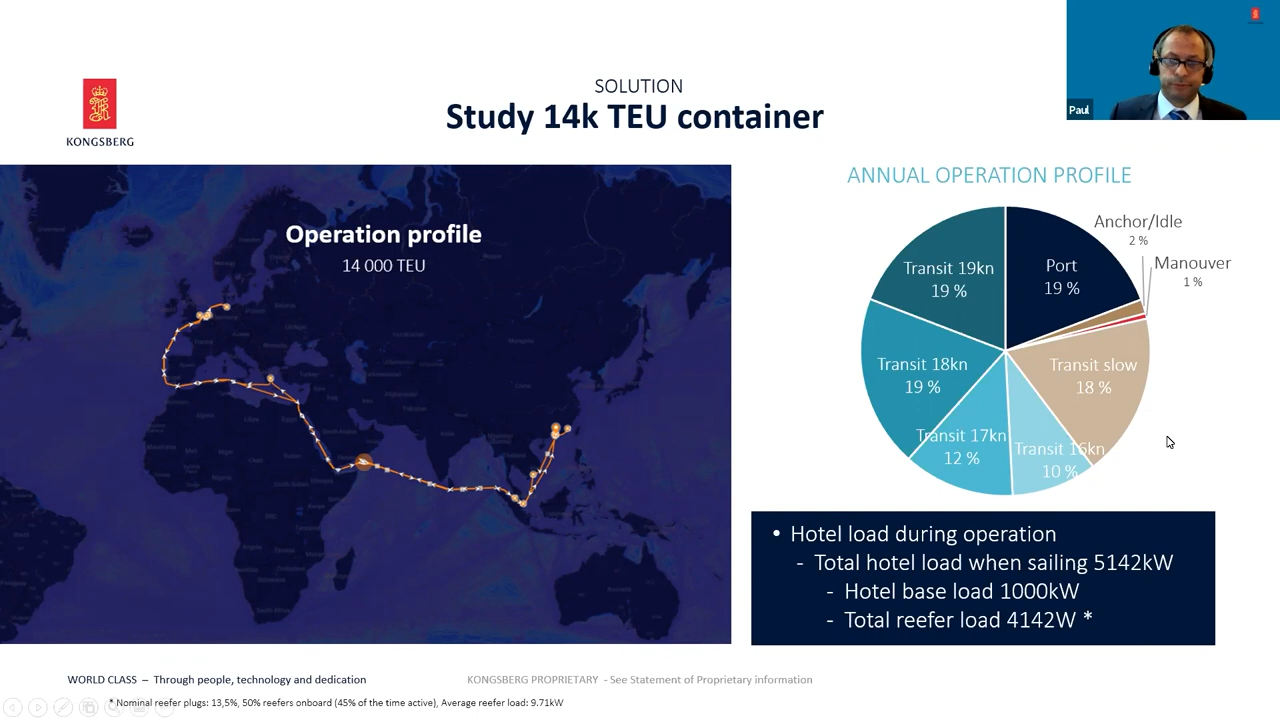 SOLUTION
Study 14k TEU container
KONGSBERG
Paul
Operation profile
14 000 TEU
ANNUAL OPERATION PROFILE
Anchor/Idle
2 %
Manouver
1 %
Port
19 %
Transit 19kn
19 %
Transit 18kn
19 %
Transit slow
18 %
Transit 17kn
12 %
Transit 16kn
10 %
• Hotel load during operation
- Total hotel load when sailing 5142kW
- Hotel base load 1000kW
- Total reefer load 4142W *
WORLD CLASS – Through people, technology and dedication
KONGSBERG PROPRIETARY - See Statement of Proprietary information
* Nominal reefer plugs: 13,5%, 50% reefers onboard (45% of the time active), Average reefer load: 9.71kW